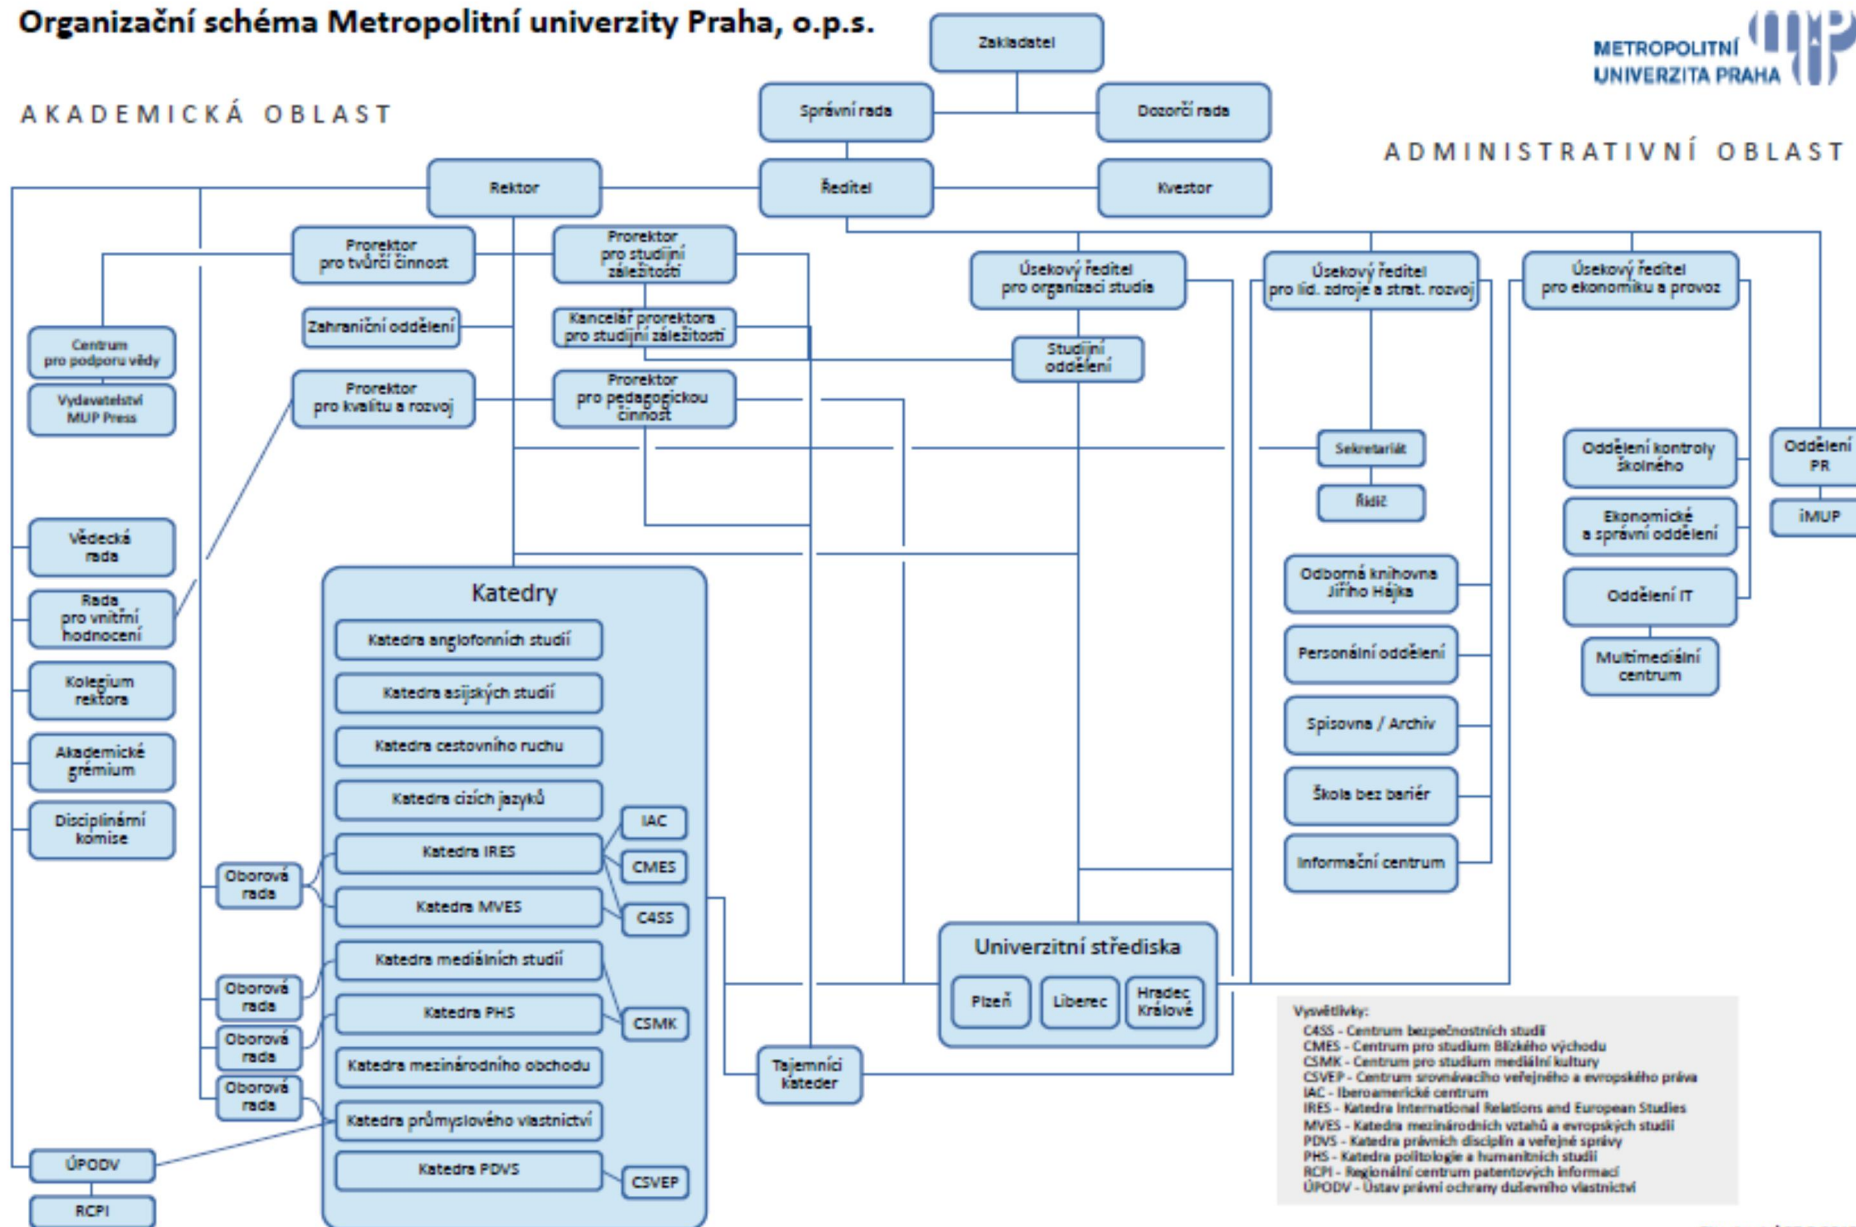 Organizační schéma Metropolitní univerzity Praha, o.p.s.
METROPOLITNÍ
UNIVERZITA PRAHA
AKADEMICKÁ OBLAST
ADMINISTRATIVNÍ OBLAST
Zakladatel
Správní rada
Dozorčí rada
Rektor
Ředitel
Kvestor
Prorektor
pro tvůrčí činnost
Prorektor
pro studijní
záležitosti
Úsekový ředitel
pro organizaci studia
Úsekový ředitel
pro lid. zdroje a strat. rozvoj
Úsekový ředitel
pro ekonomiku a provoz
Zahraniční oddělení
Kancelář prorektora
pro studijní záležitosti
Studijní
oddělení
Centrum
pro podporu vědy
Vydavatelství
MUP Press
Prorektor
pro kvalitu a rozvoj
Prorektor
pro pedagogickou
činnost
Sekretariát
Řidič
Oddělení kontroly
školného
Ekonomické
a správní oddělení
Oddělení IT
Multimediální
centrum
Oddělení
PR
iMUP
Vědecká
rada
Rada
pro vnitřní
hodnocení
Kolegium
rektora
Akademické
grémium
Disciplinární
komise
Odborná knihovna
Jiřího Hájka
Personální oddělení
Spisovna / Archiv
Škola bez bariér
Informační centrum
Katedry
Katedra anglofonních studií
Katedra asijských studií
Katedra cestovního ruchu
Katedra cizích jazyků
Katedra IRES
Katedra MVES
Katedra mediálních studií
Katedra PHS
Katedra mezinárodního obchodu
Katedra průmyslového vlastnictví
Katedra PDVS
IAC
CMES
C4SS
CSMK
CSVEP
Oborová
rada
Oborová
rada
Oborová
rada
Oborová
rada
ÚPODV
RCPI
Tajemníci
kateder
Univerzitní střediska
Plzeň
Liberec
Hradec
Králové
Vysvětlivky:
C4SS - Centrum bezpečnostních studií
CMES - Centrum pro studium Blízkého východu
CSMK - Centrum pro studium mediální kultury
CSVEP - Centrum srovnávacího veřejného a evropského práva
IAC - Iberoamerické centrum
IRES - Katedra International Relations and European Studies
MVES - Katedra mezinárodních vztahů a evropských studií
PDVS - Katedra právních disciplín a veřejné správy
PHS - Katedra politologie a humanitních studií
RCPI - Regionální centrum patentových informací
ÚPODV - Ústav právní ochrany duševního vlastnictví